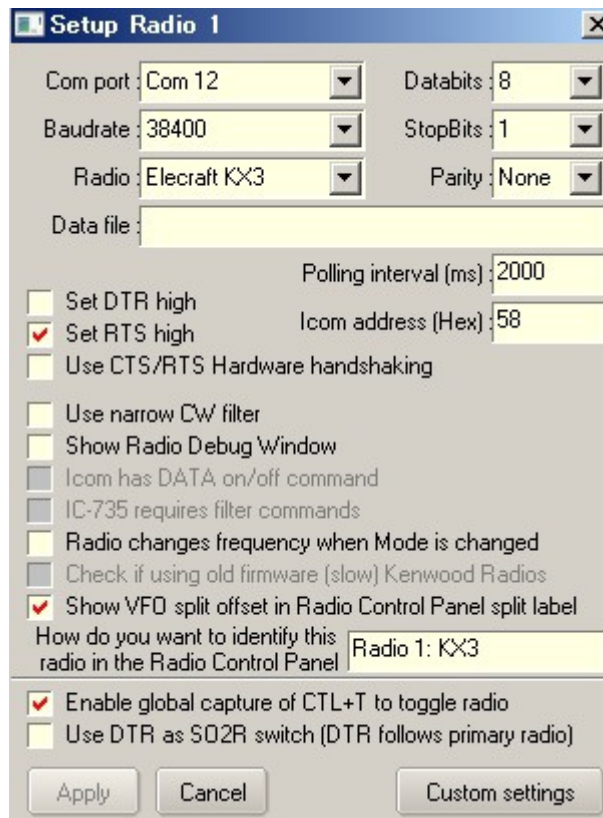 Setup Radio 1
Com port : Com 12 Databits : 8
Baudrate : 38400 StopBits : 1
Radio : Elecraft KX3 Parity : None
Data file :
Polling interval (ms) : 2000
Set DTR high
Icom address (Hex) : 58
Set RTS high
Use CTS/RTS Hardware handshaking
Use narrow CW filter
Show Radio Debug Window
Icom has DATA on/off command
IC-735 requires filter commands
Radio changes frequency when Mode is changed
Check if using old firmware (slow) Kenwood Radios
Show VFO split offset in Radio Control Panel split label
How do you want to identify this
radio in the Radio Control Panel Radio 1: KX3
Enable global capture of CTL+T to toggle radio
Use DTR as SO2R switch (DTR follows primary radio)
Apply Cancel Custom settings